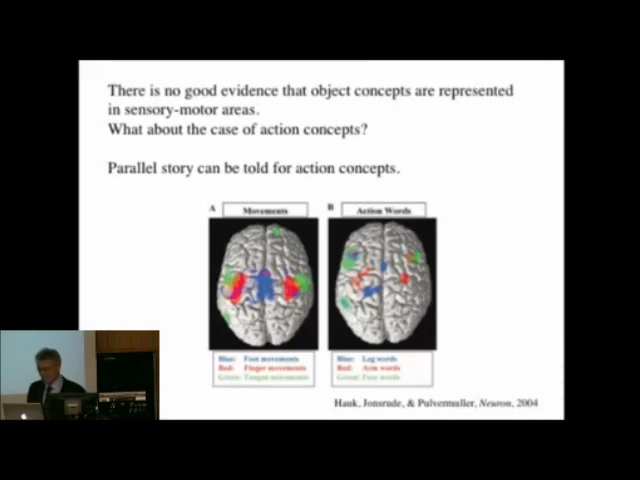 There is no good evidence that object concepts are represented
in sensory-motor areas.
What about the case of action concepts?
Parallel story can be told for action concepts.
A Movements
B Action Words
Blue: Foot movements
Red: Finger movements
Green: Tongue movements
Blue: Leg words
Red: Arm words
Green: Face words
Hauk, Jonsrude, & Pulvermuller, Neuron, 2004